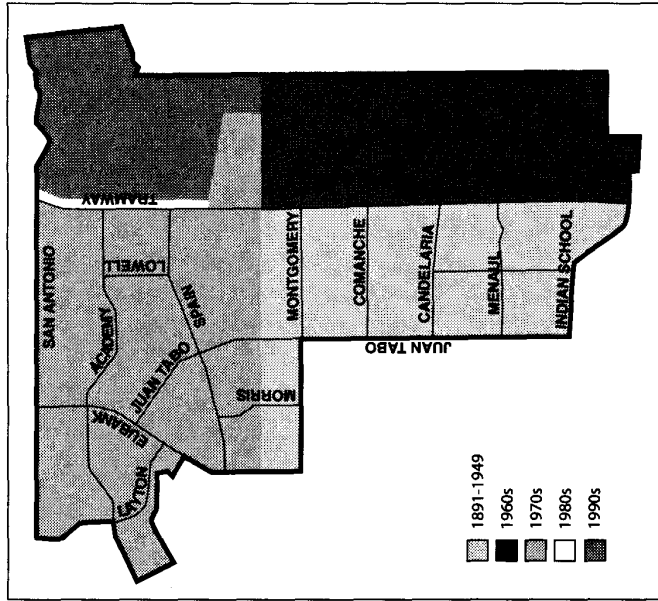 SAN ANTONIO
TRAMWAY
LOWELL
ACADEMY
SPAIN
JUAN TABO
EUBANK
LAYTON
MORRIS
MONTGOMERY
COMANCHE
CANDELARIA
MENAUL
INDIAN SCHOOL
JUAN TABO
1891-1949
1960s
1970s
1980s
1990s